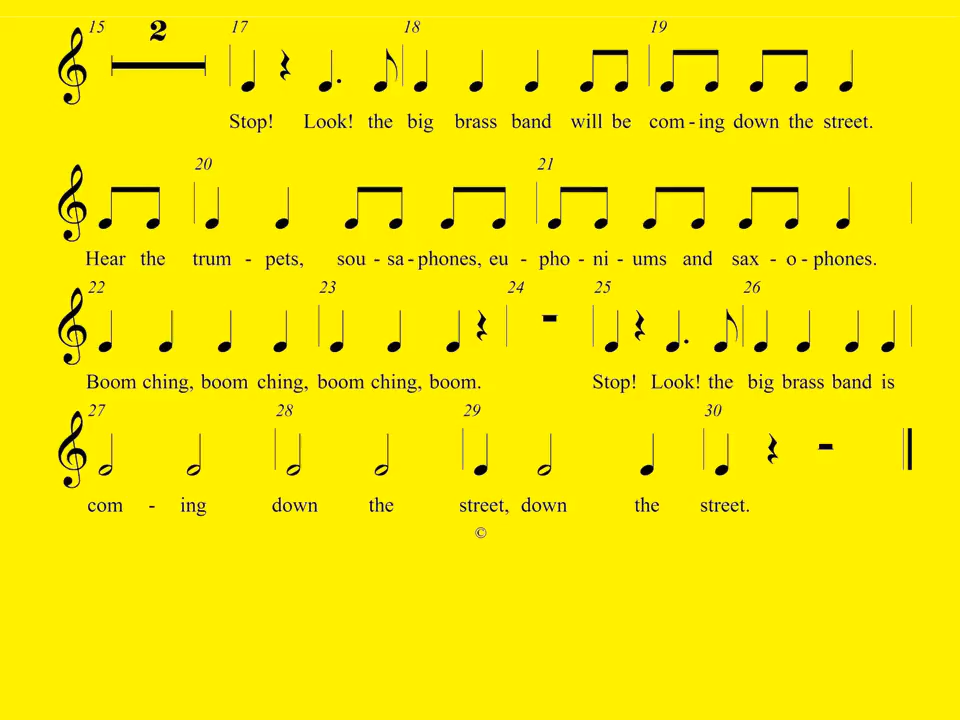 15 2 17 18 19
Stop! Look! the big brass band will be com - ing down the street.
20 21
Hear the trum - pets, sou - sa - phones, eu - pho - ni - ums and sax - o - phones.
22 23 24 25 26
Boom ching, boom ching, boom ching, boom. Stop! Look! the big brass band is
27 28 29 30
com - ing down the street, down the street.
©